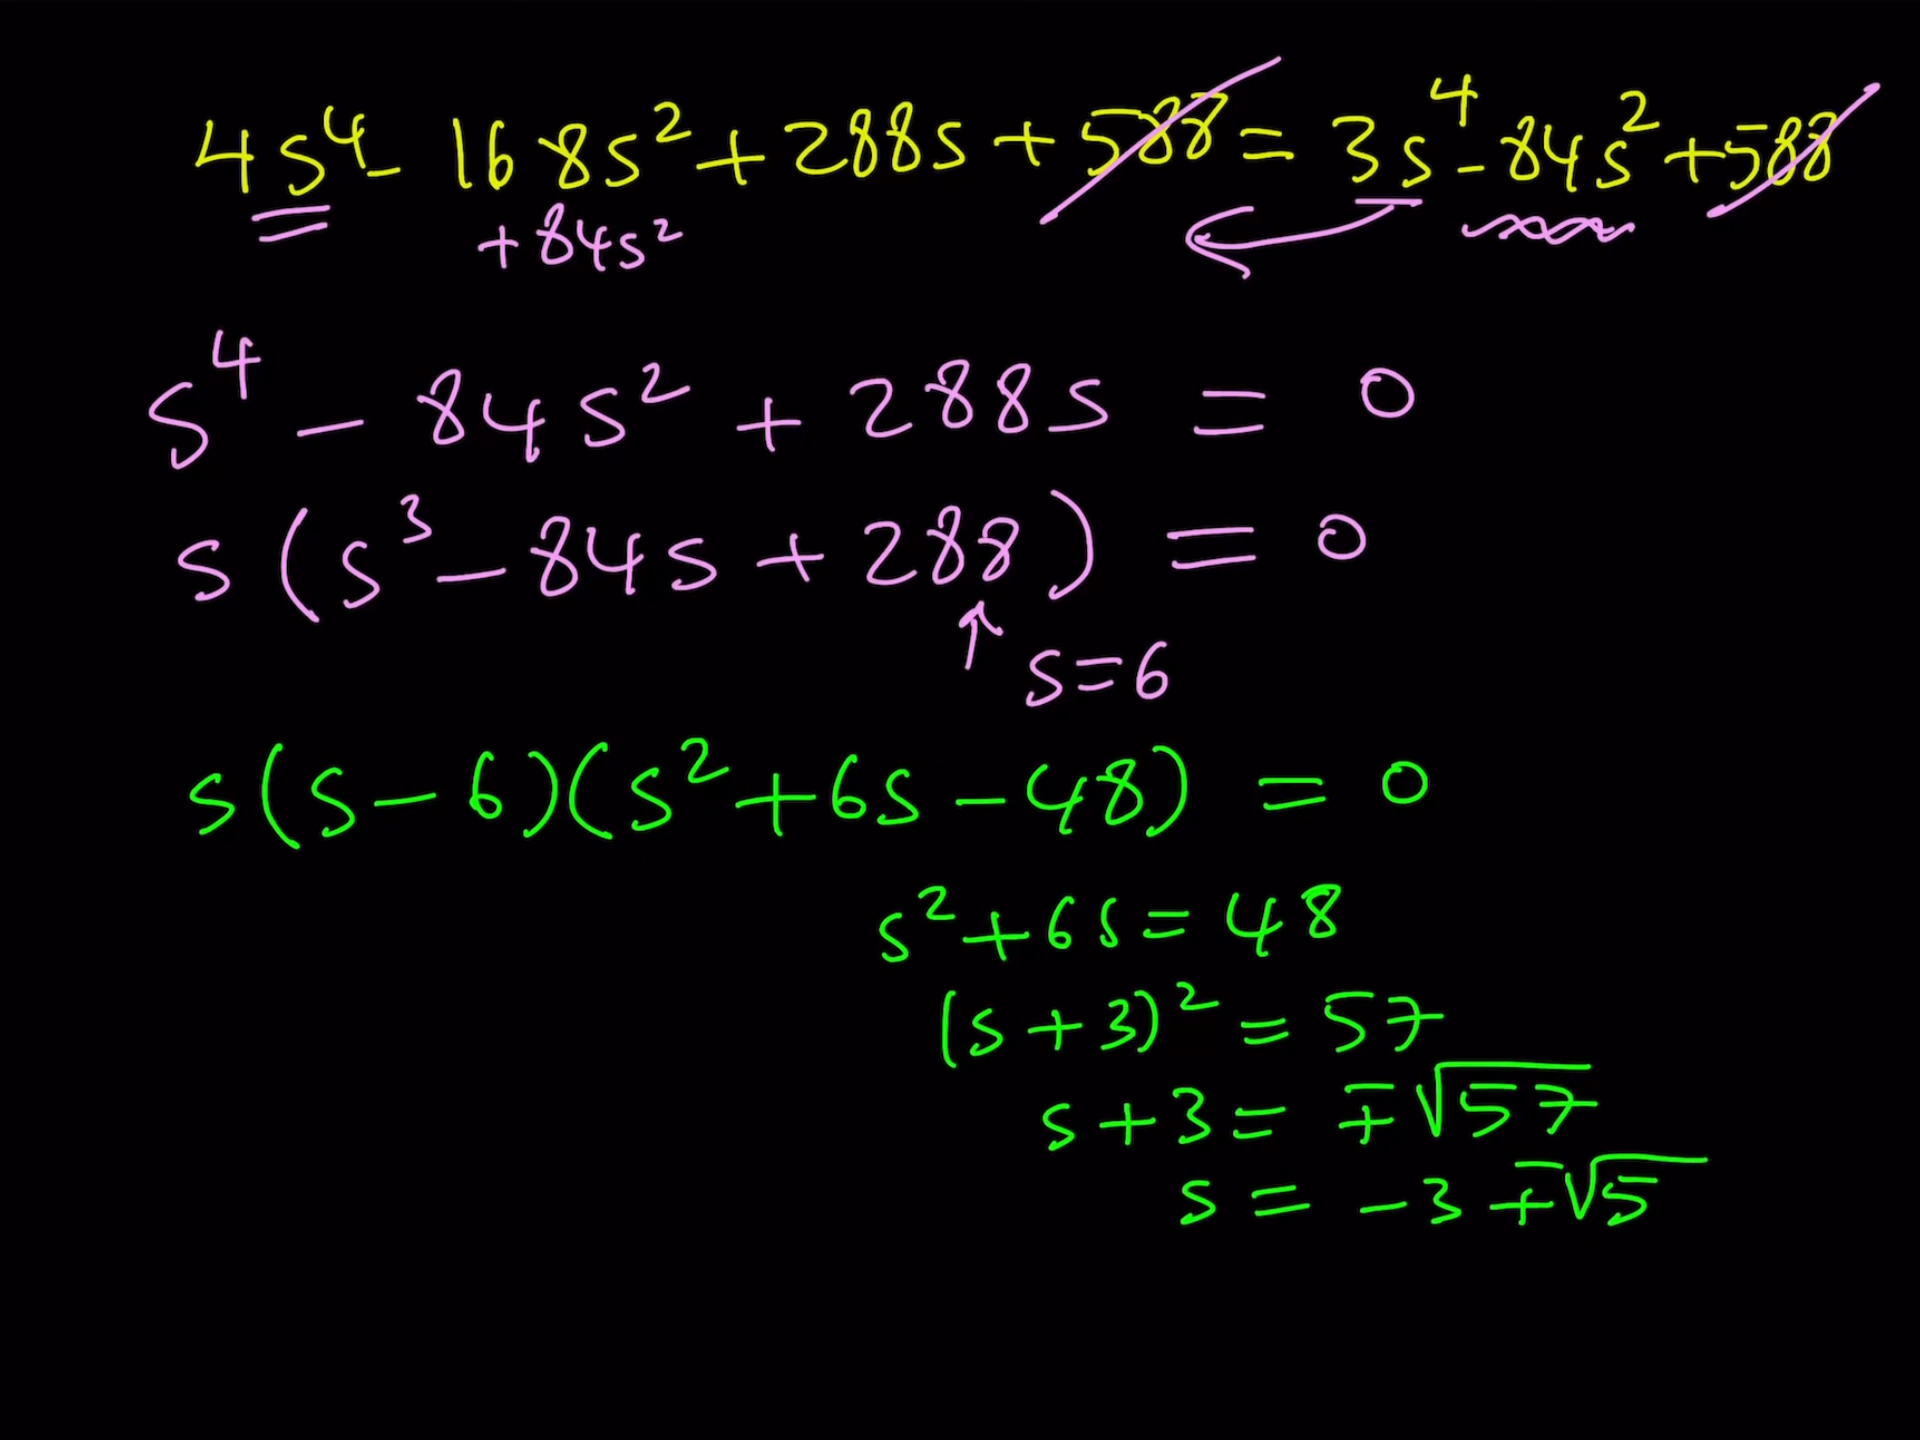 4s⁴ - 168s² + 288s + 588 = 3s⁴ - 84s² + 588
+84s²
s⁴ - 84s² + 288s = 0
s(s³ - 84s + 288) = 0
↑ s=6
s(s-6)(s²+6s-48) = 0
s²+6s=48
(s+3)² = 57
s+3 = ∓√57
s = -3∓√5